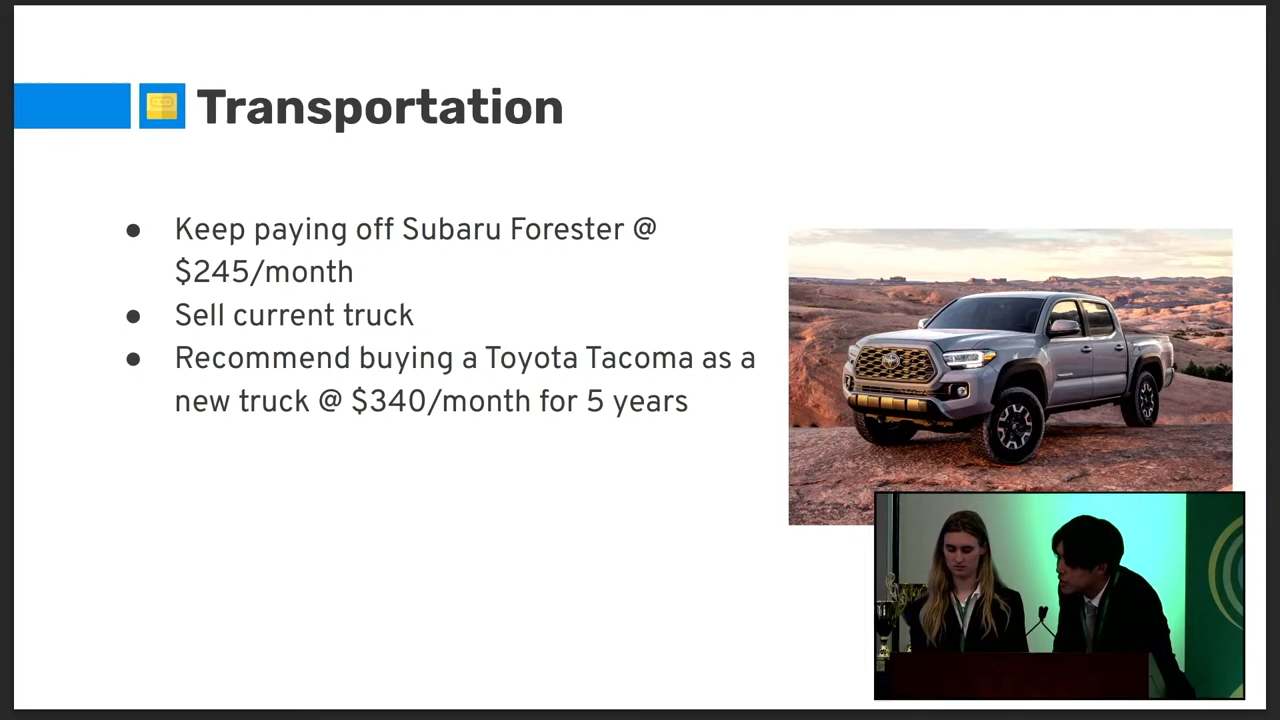 Transportation
● Keep paying off Subaru Forester @
$245/month
● Sell current truck
● Recommend buying a Toyota Tacoma as a
new truck @ $340/month for 5 years